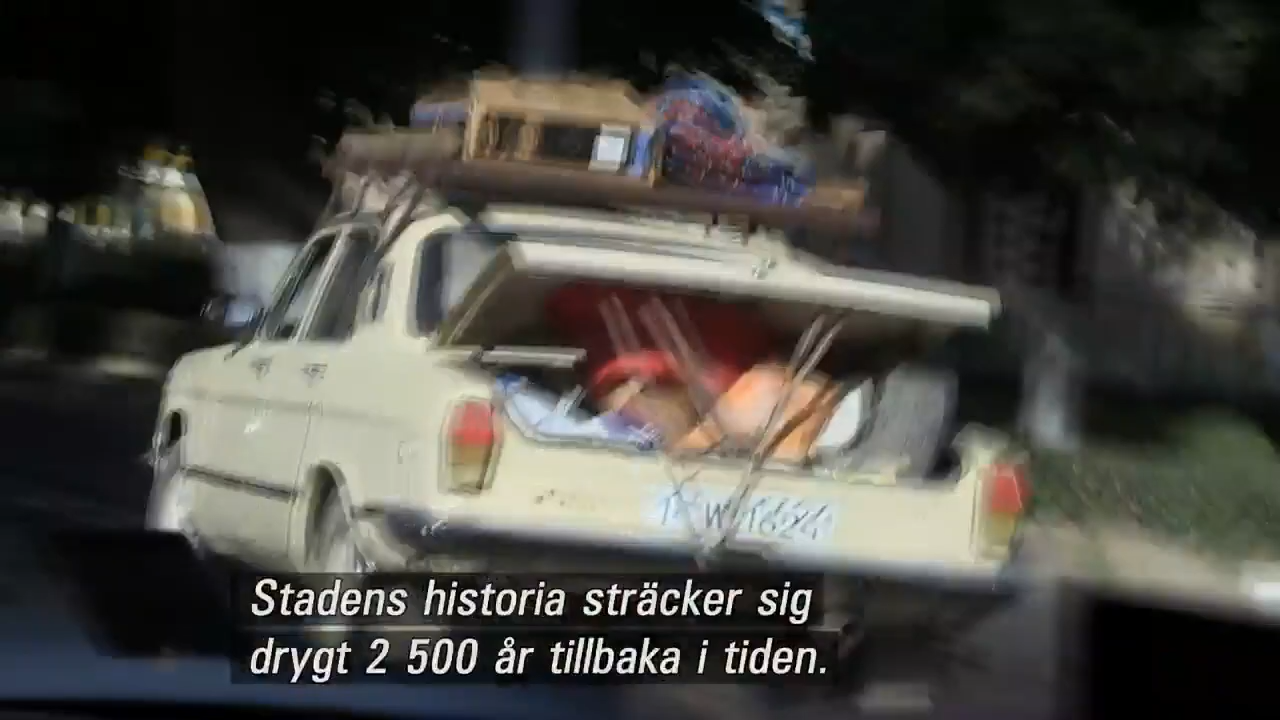 Stadens historia sträcker sig
drygt 2 500 år tillbaka i tiden.